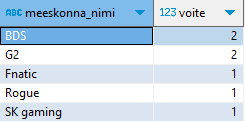 ABC meeskonna_nimi 123 voite
BDS 2
G2 2
Fnatic 1
Rogue 1
SK gaming 1